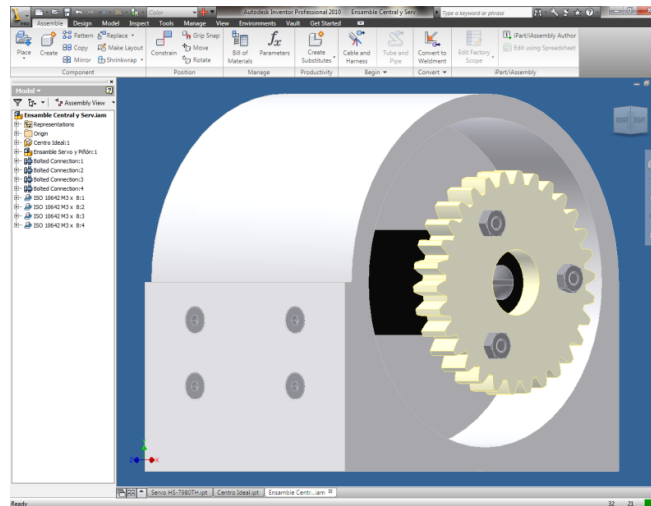 Color
Autodesk Inventor Professional 2010
Ensamble Central y Serv
Type a keyword or phrase
PRO
Assemble Design Model Inspect Tools Manage View Environments Vault Get Started
Place
Create
Pattern
Copy
Mirror
Replace
Make Layout
Shrinkwrap
Constrain
Grip Snap
Move
Rotate
Bill of
Materials
Parameters
Create
Substitutes
Cable and
Harness
Tube and
Pipe
Convert to
Weldment
Edit Factory
Scope
iPart/iAssembly Author
Edit using Spreadsheet
Component Position Manage Productivity Begin Convert iPart/iAssembly
Model
Assembly View
Ensamble Central y Serv.iam
Representations
Origin
Centro Ideal:1
Ensamble Servo y Piñón:1
Bolted Connection:1
Bolted Connection:2
Bolted Connection:3
Bolted Connection:4
ISO 10642 M3 x 8:1
ISO 10642 M3 x 8:2
ISO 10642 M3 x 8:3
ISO 10642 M3 x 8:4
Servo HS-7980TH.ipt Centro Ideal.ipt Ensamble Centr...iam
Ready 32 21